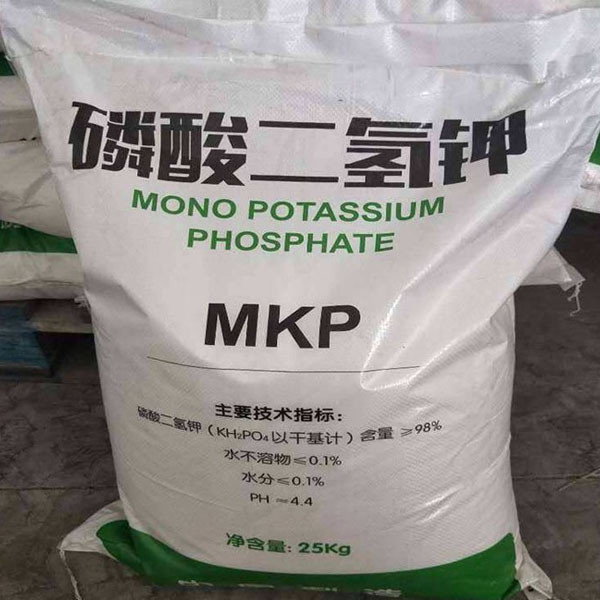 磷酸二氢钾
MONO POTASSIUM
PHOSPHATE
MKP
主要技术指标：
磷酸二氢钾（KH₂PO₄以干基计）含量≥98%
水不溶物≤0.1%
水分≤0.1%
PH ≈4.4
净含量：25Kg